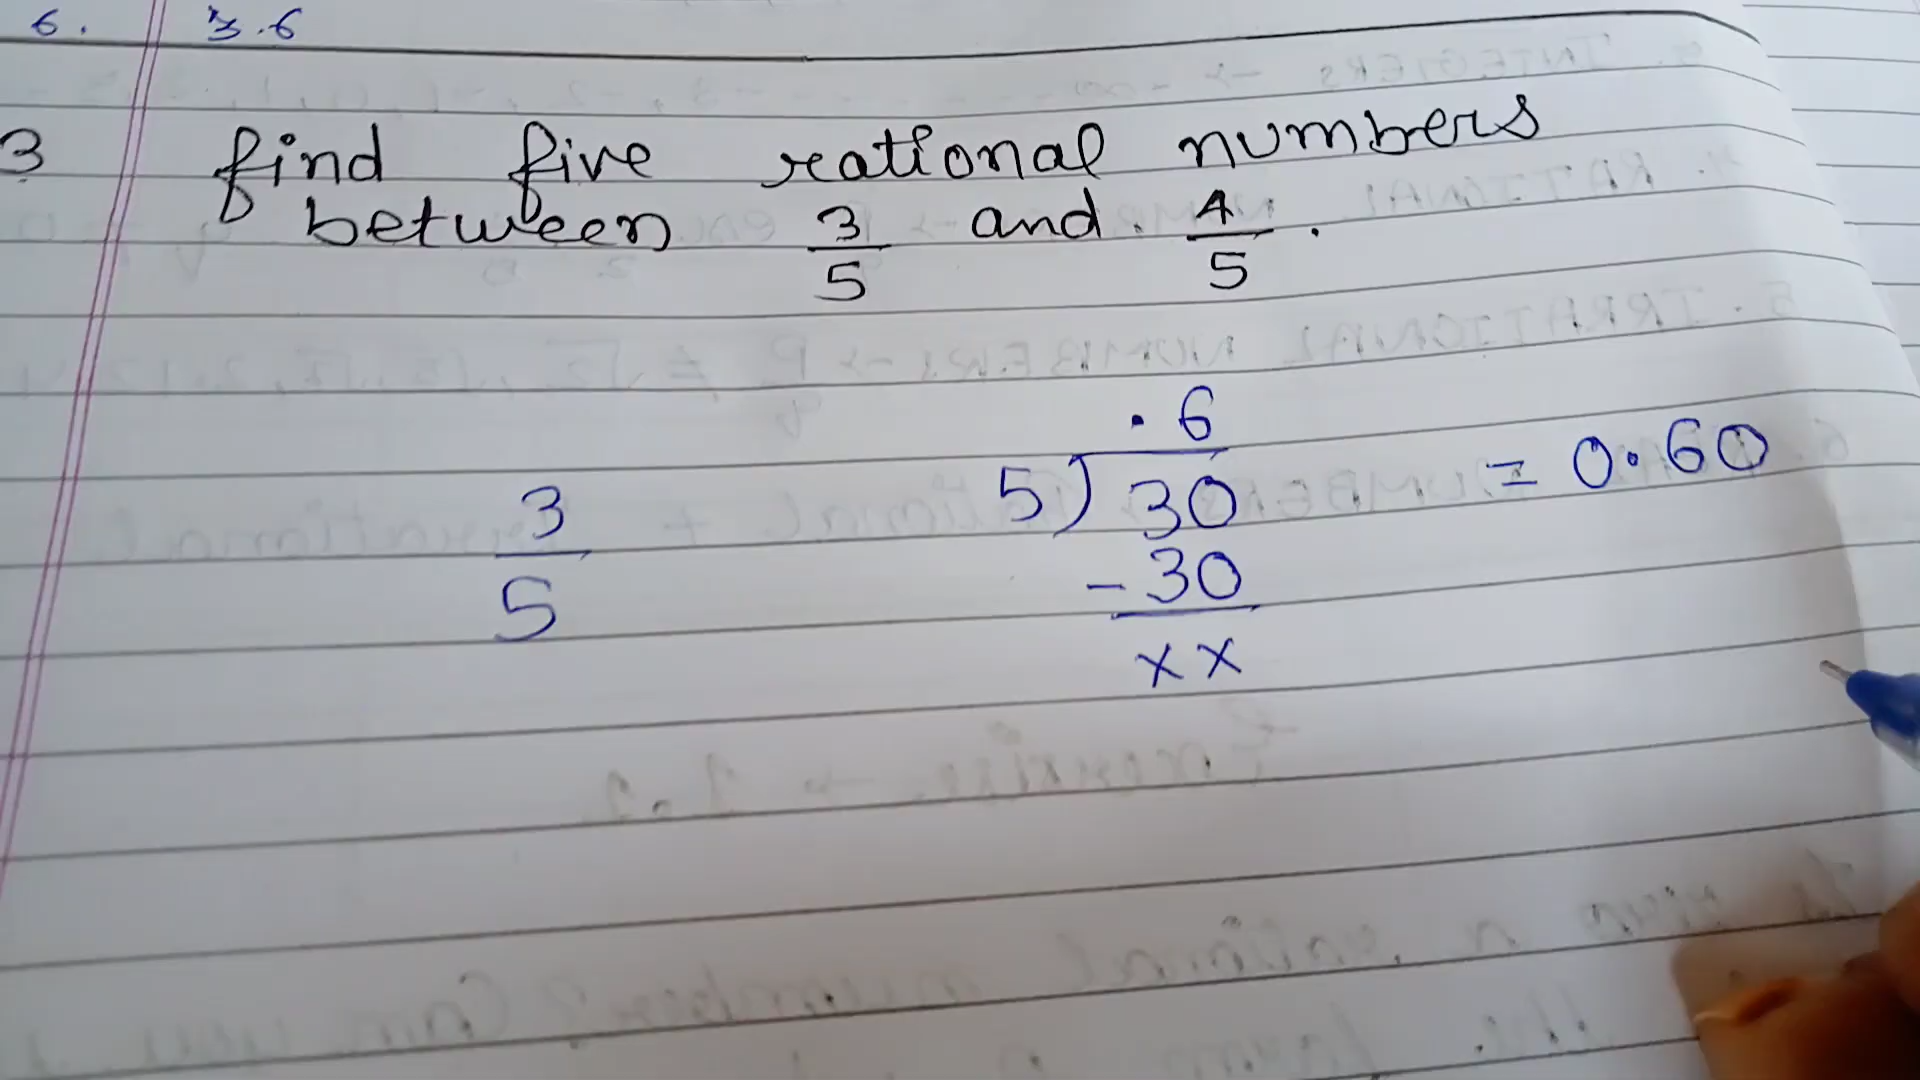 6. 3.6
3 find five rational numbers
between 3/5 and 4/5.
.6
3/5 5)30 = 0.60
-30
xx